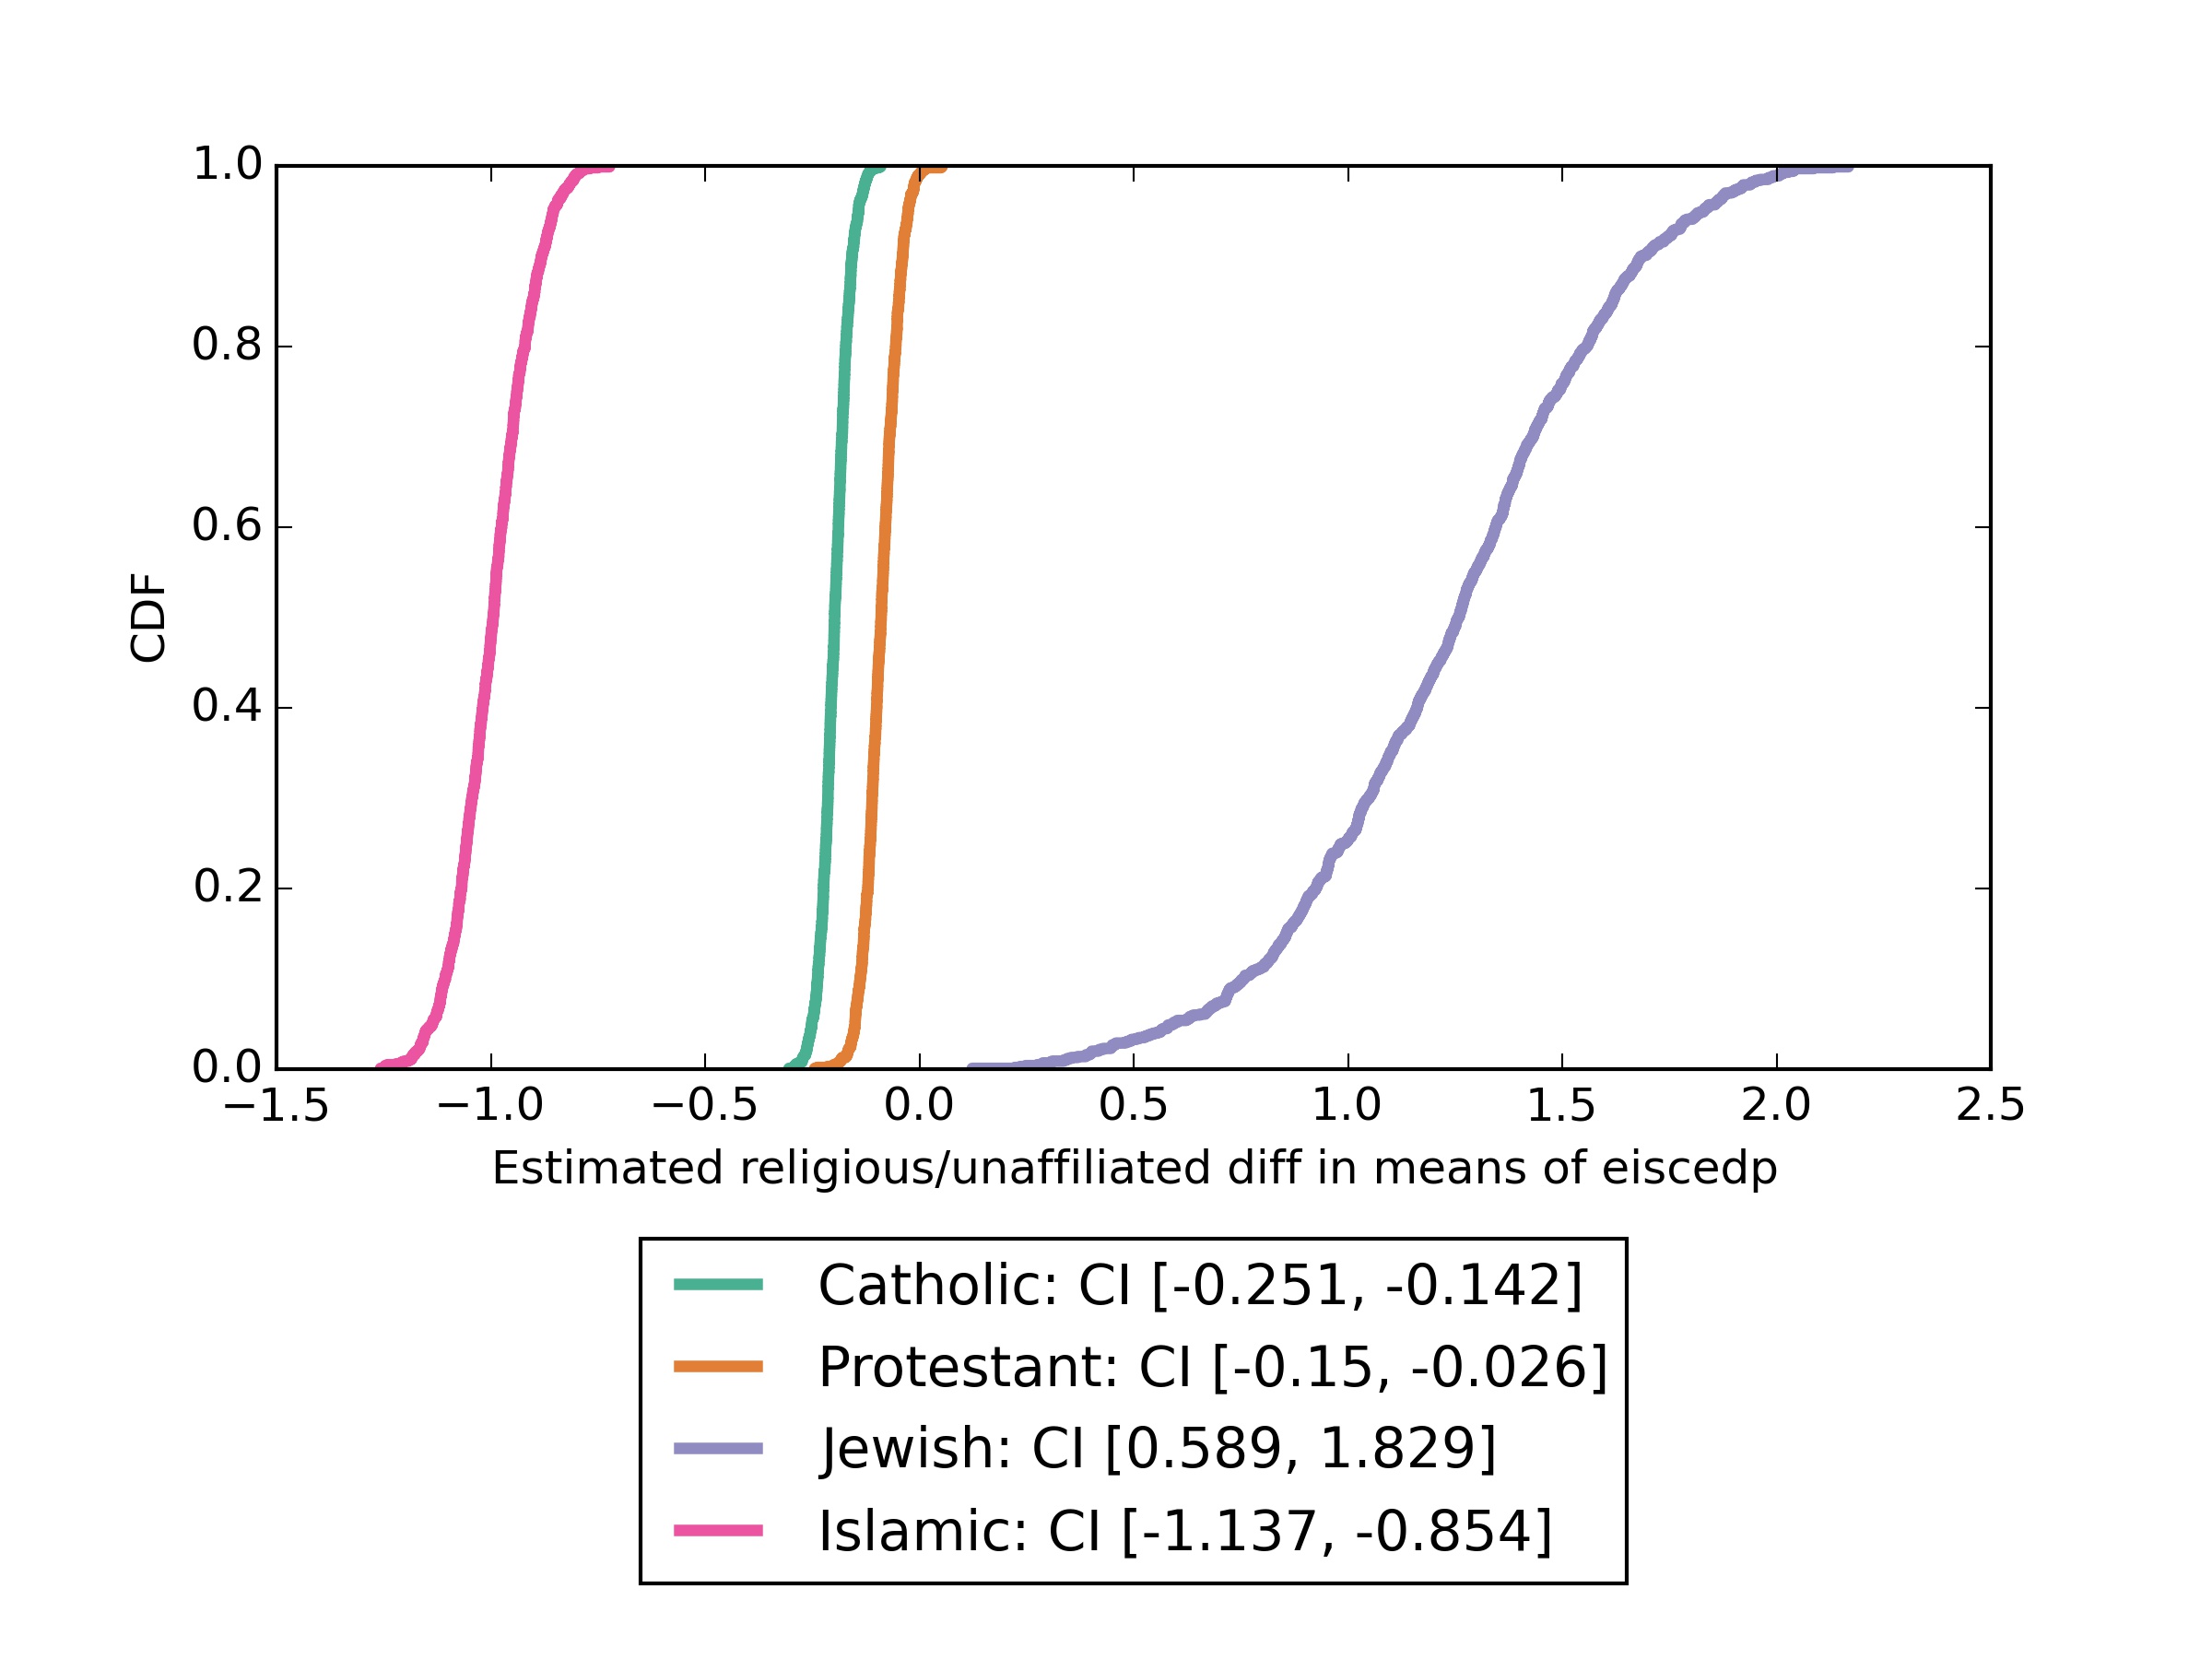 1.0
0.8
0.6
0.4
0.2
0.0
CDF
−1.5 −1.0 −0.5 0.0 0.5 1.0 1.5 2.0 2.5
Estimated religious/unaffiliated diff in means of eiscedp
Catholic: CI [-0.251, -0.142]
Protestant: CI [-0.15, -0.026]
Jewish: CI [0.589, 1.829]
Islamic: CI [-1.137, -0.854]